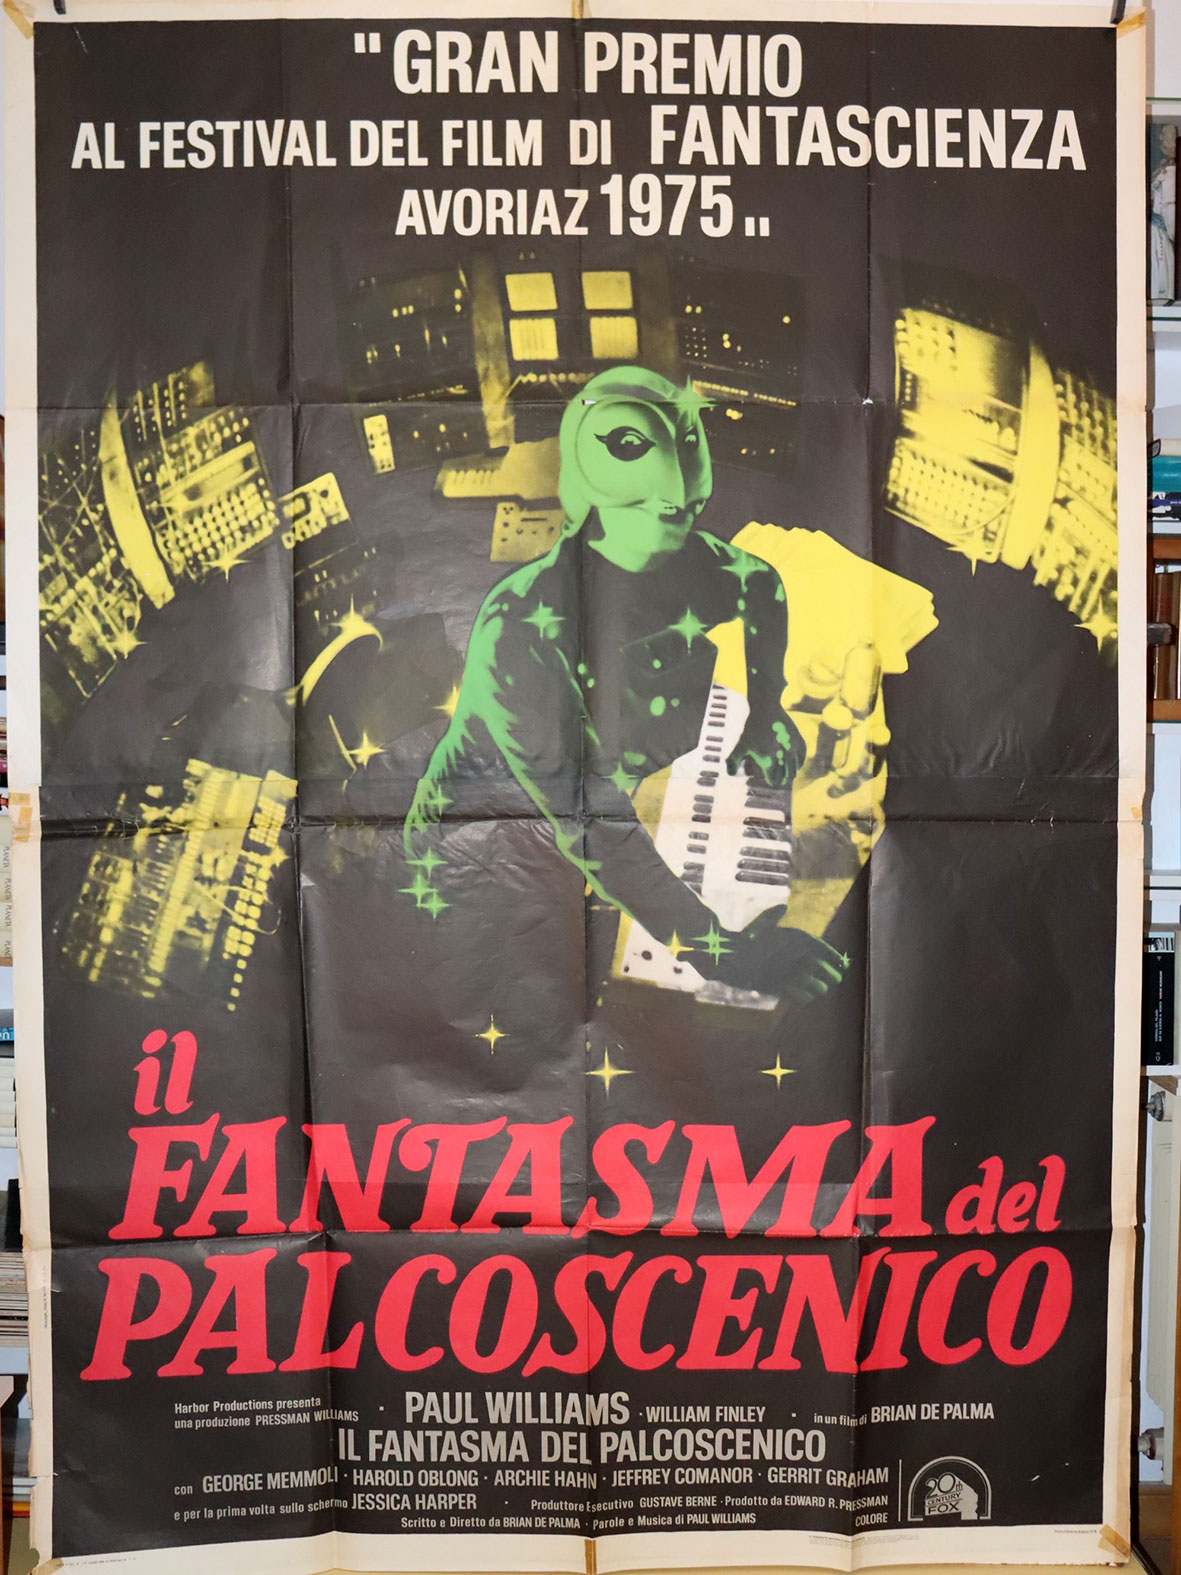 "GRAN PREMIO
AL FESTIVAL DEL FILM DI FANTASCIENZA
AVORIAZ 1975"
il
FANTASMA del
PALCOSCENICO
Harbor Productions presenta
una produzione PRESSMAN WILLIAMS · PAUL WILLIAMS · WILLIAM FINLEY · in un film di BRIAN DE PALMA
IL FANTASMA DEL PALCOSCENICO
con GEORGE MEMMOLI · HAROLD OBLONG · ARCHIE HAHN · JEFFREY COMANOR · GERRIT GRAHAM
e per la prima volta sullo schermo JESSICA HARPER · Produttore Esecutivo GUSTAVE BERNE · Prodotto da EDWARD R. PRESSMAN
Scritto e Diretto da BRIAN DE PALMA · Parole e Musica di PAUL WILLIAMS COLORE
20th
CENTURY
FOX
PLANETA
PLANETA